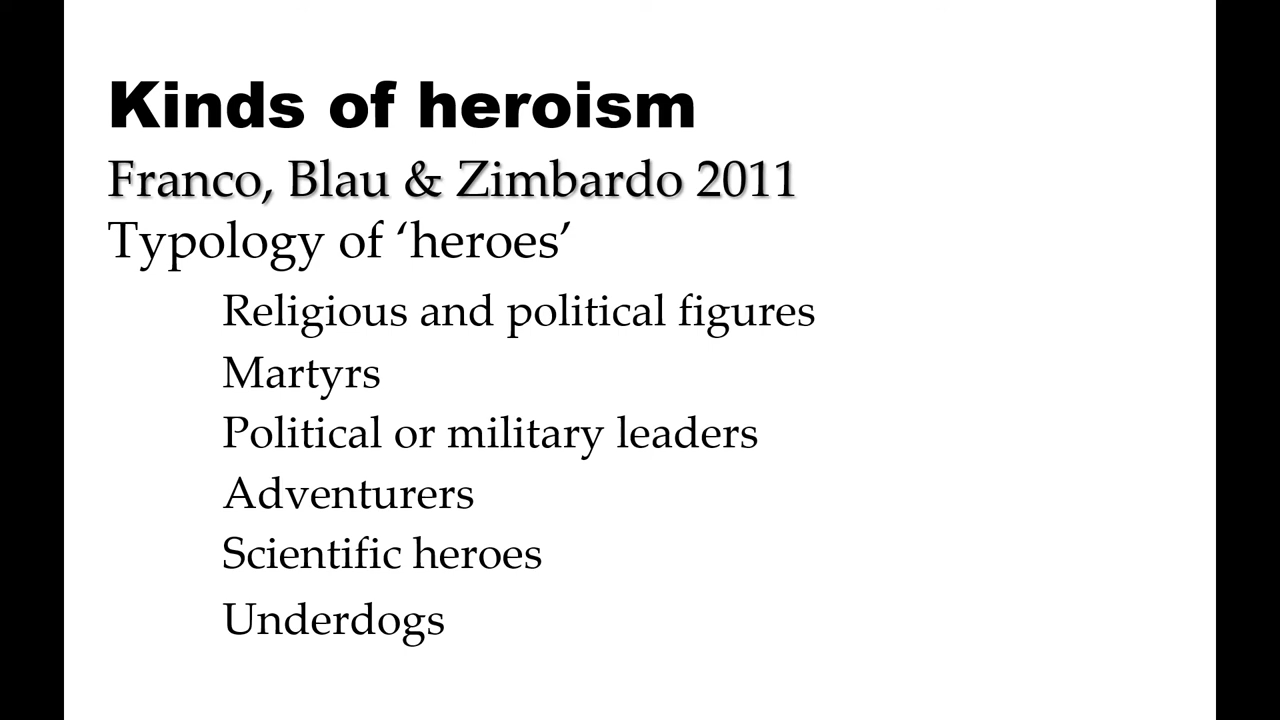 Kinds of heroism
Franco, Blau & Zimbardo 2011
Typology of ‘heroes’
Religious and political figures
Martyrs
Political or military leaders
Adventurers
Scientific heroes
Underdogs